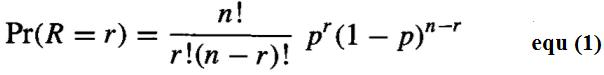 Pr(R = r) = n! / r!(n − r)! p^r (1 − p)^{n−r} equ (1)